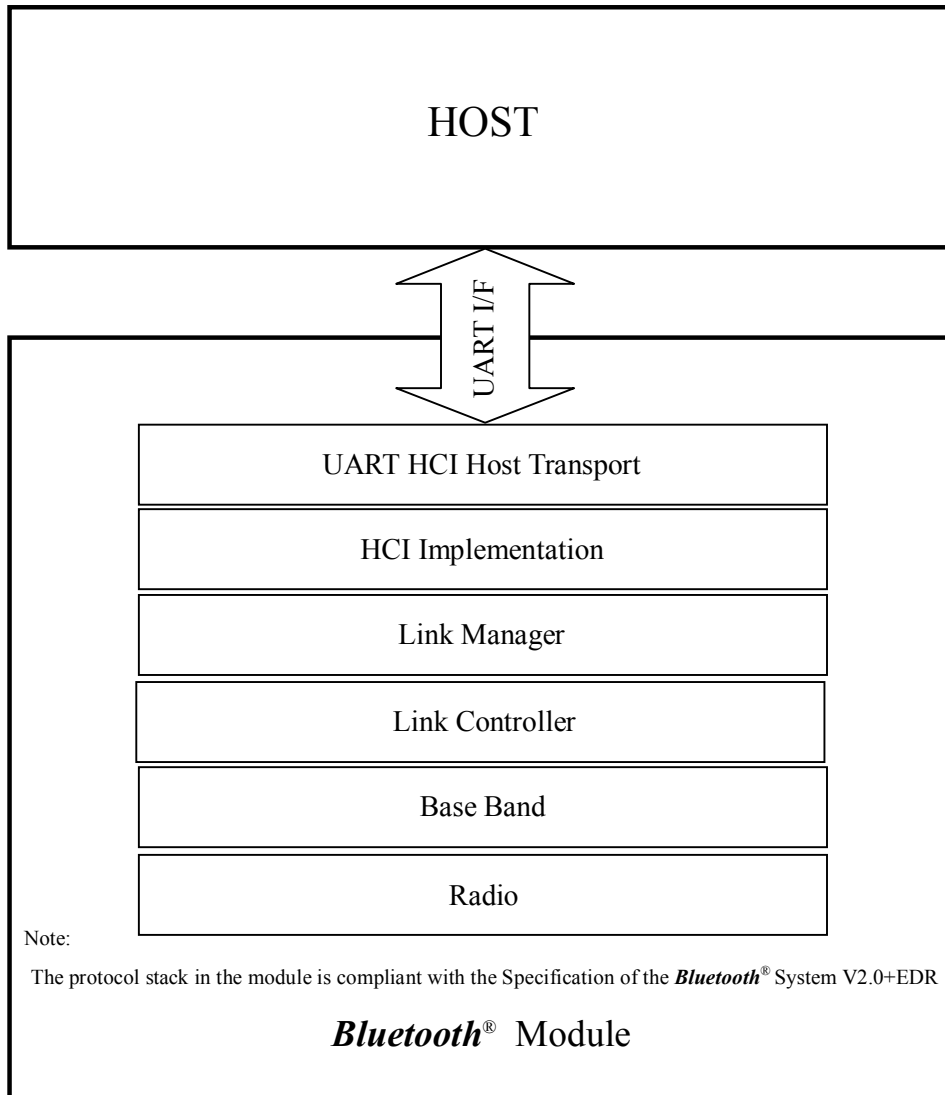 HOST
UART I/F
UART HCI Host Transport
HCI Implementation
Link Manager
Link Controller
Base Band
Radio
Note:
The protocol stack in the module is compliant with the Specification of the Bluetooth® System V2.0+EDR
Bluetooth® Module